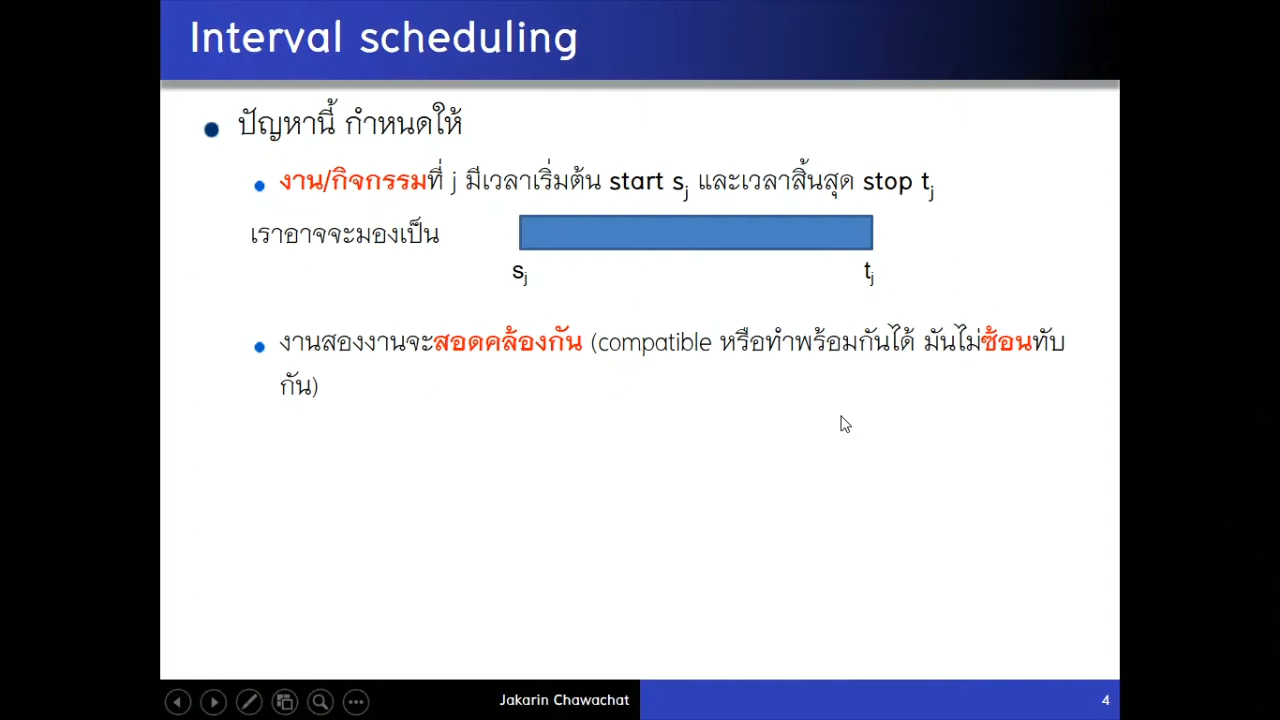 Interval scheduling
ปัญหานี้ กำหนดให้
งาน/กิจกรรมที่ j มีเวลาเริ่มต้น start sj และเวลาสิ้นสุด stop tj
เราอาจจะมองเป็น
sj tj
งานสองงานจะสอดคล้องกัน (compatible หรือทำพร้อมกันได้ มันไม่ซ้อนทับ
กัน)
Jakarin Chawachat 4